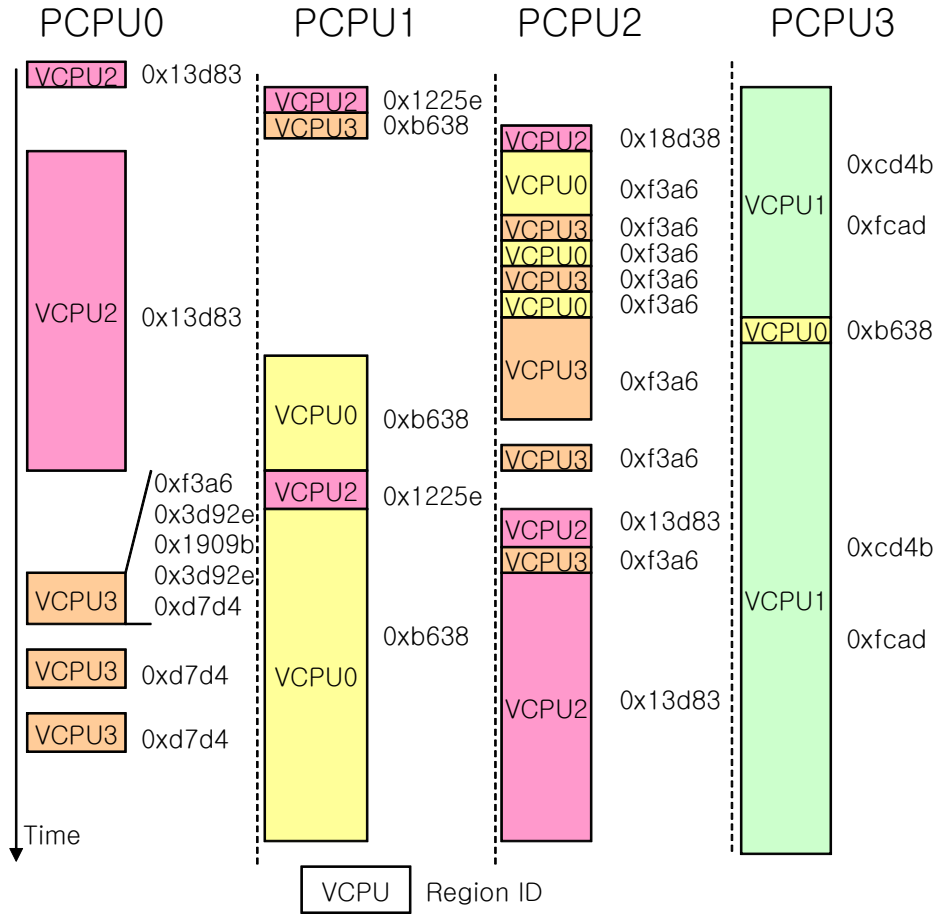 PCPU0 PCPU1 PCPU2 PCPU3
VCPU2 0x13d83
VCPU2 0x13d83
0xf3a6
0x3d92e
0x1909b
0x3d92e
VCPU3 0xd7d4
VCPU3 0xd7d4
VCPU3 0xd7d4
Time
VCPU2 0x1225e
VCPU3 0xb638
VCPU0 0xb638
VCPU2 0x1225e
VCPU0 0xb638
VCPU2 0x18d38
VCPU0 0xf3a6
VCPU3 0xf3a6
VCPU0 0xf3a6
VCPU3 0xf3a6
VCPU0 0xf3a6
VCPU3 0xf3a6
VCPU3 0xf3a6
VCPU2 0x13d83
VCPU3 0xf3a6
VCPU2 0x13d83
0xcd4b
VCPU1 0xfcad
VCPU0 0xb638
0xcd4b
VCPU1 0xfcad
VCPU Region ID